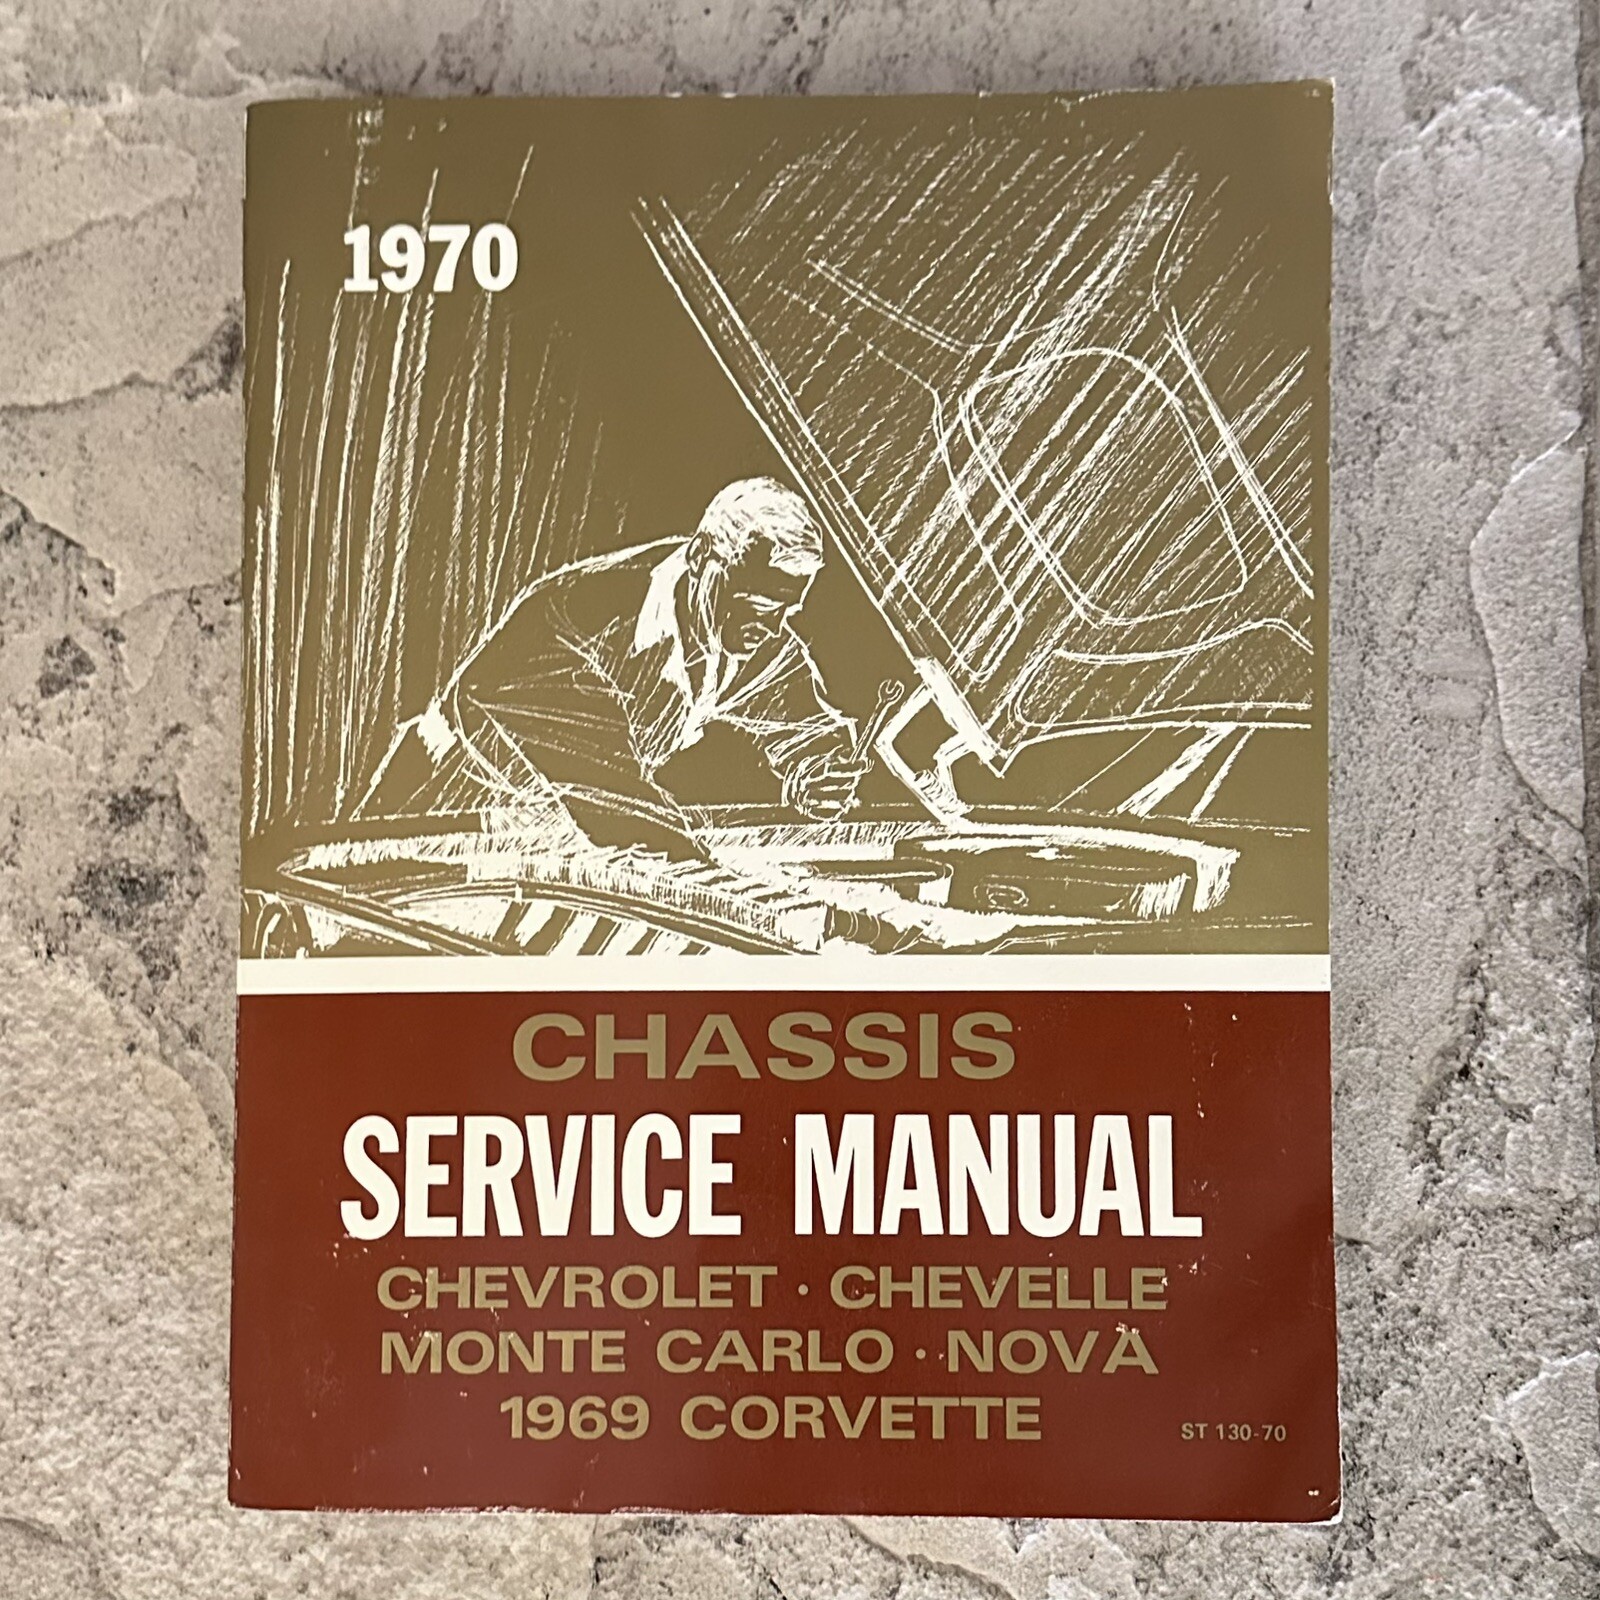 1970
CHASSIS
SERVICE MANUAL
CHEVROLET · CHEVELLE
MONTE CARLO · NOVA
1969 CORVETTE
ST 130-70